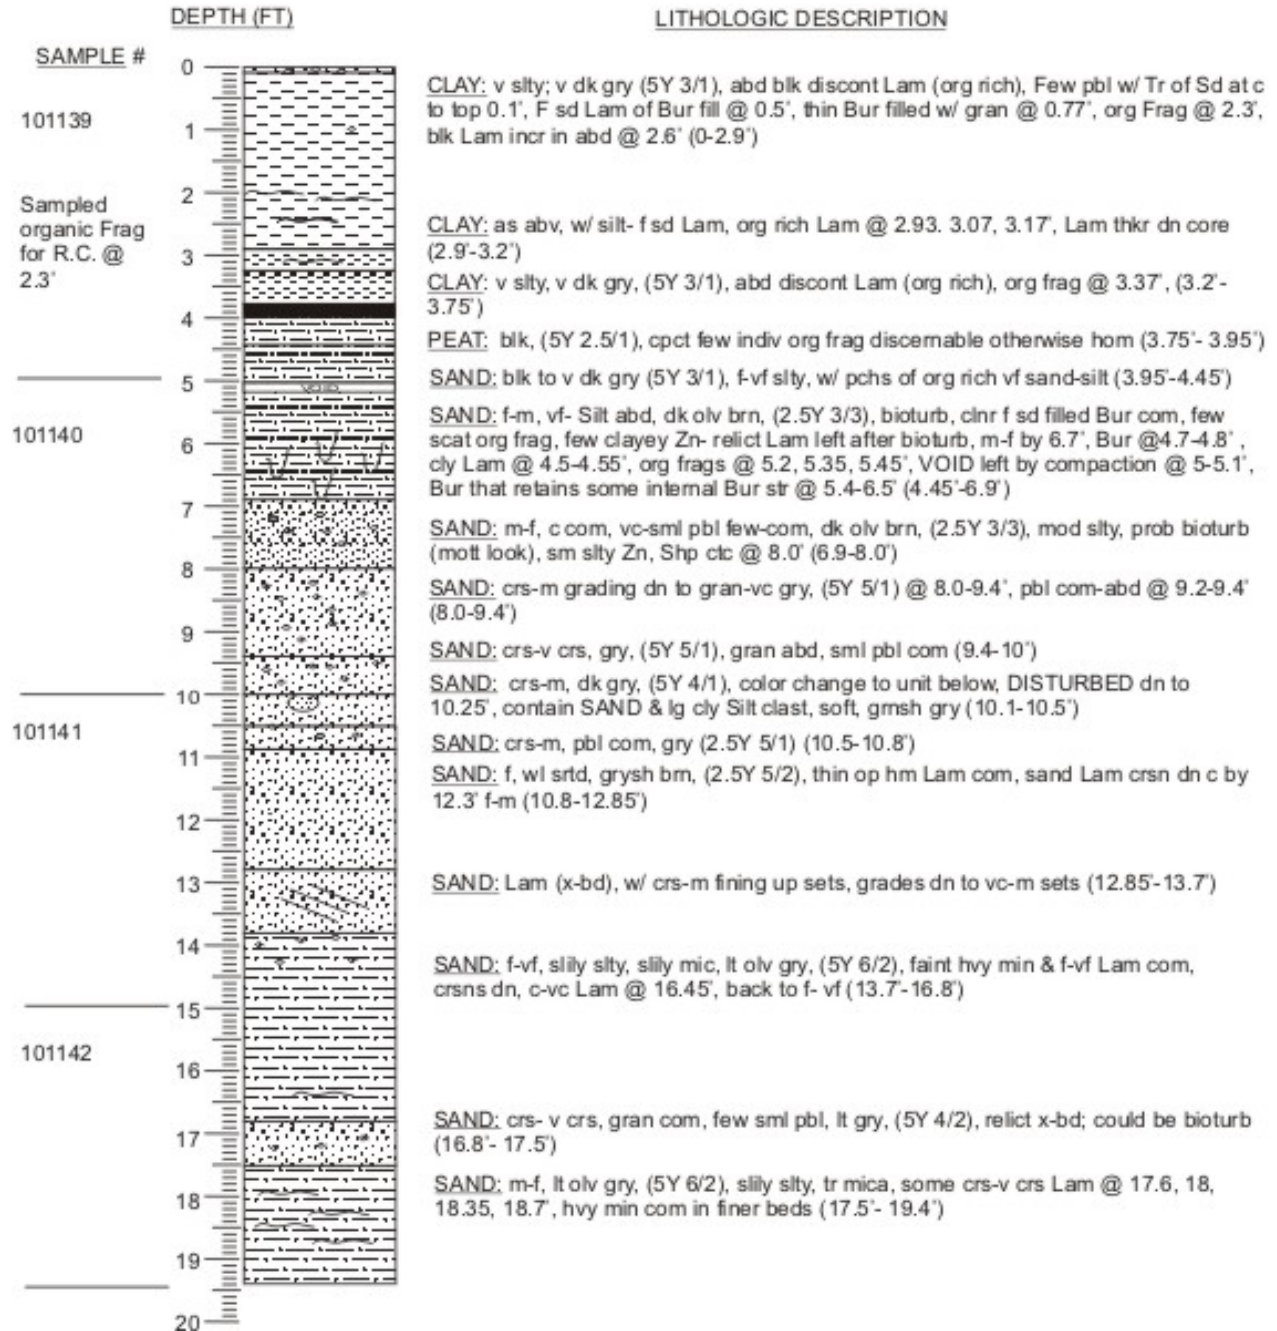 DEPTH (FT)
LITHOLOGIC DESCRIPTION
SAMPLE #
101139
Sampled
organic Frag
for R.C. @
2.3'
101140
101141
101142
0
1
2
3
4
5
6
7
8
9
10
11
12
13
14
15
16
17
18
19
20
VOID
CLAY: v slty; v dk gry (5Y 3/1), abd blk discont Lam (org rich), Few pbl w/ Tr of Sd at c
to top 0.1', F sd Lam of Bur fill @ 0.5', thin Bur filled w/ gran @ 0.77', org Frag @ 2.3',
blk Lam incr in abd @ 2.6' (0-2.9')
CLAY: as abv, w/ silt- f sd Lam, org rich Lam @ 2.93. 3.07, 3.17', Lam thkr dn core
(2.9'-3.2')
CLAY: v slty, v dk gry, (5Y 3/1), abd discont Lam (org rich), org frag @ 3.37', (3.2'-
3.75')
PEAT: blk, (5Y 2.5/1), cpct few indiv org frag discernable otherwise hom (3.75'- 3.95')
SAND: blk to v dk gry (5Y 3/1), f-vf slty, w/ pchs of org rich vf sand-silt (3.95'-4.45')
SAND: f-m, vf- Silt abd, dk olv brn, (2.5Y 3/3), bioturb, clnr f sd filled Bur com, few
scat org frag, few clayey Zn- relict Lam left after bioturb, m-f by 6.7', Bur @4.7-4.8' ,
cly Lam @ 4.5-4.55', org frags @ 5.2, 5.35, 5.45', VOID left by compaction @ 5-5.1',
Bur that retains some internal Bur str @ 5.4-6.5' (4.45'-6.9')
SAND: m-f, c com, vc-sml pbl few-com, dk olv brn, (2.5Y 3/3), mod slty, prob bioturb
(mott look), sm slty Zn, Shp ctc @ 8.0' (6.9-8.0')
SAND: crs-m grading dn to gran-vc gry, (5Y 5/1) @ 8.0-9.4', pbl com-abd @ 9.2-9.4'
(8.0-9.4')
SAND: crs-v crs, gry, (5Y 5/1), gran abd, sml pbl com (9.4-10')
SAND: crs-m, dk gry, (5Y 4/1), color change to unit below, DISTURBED dn to
10.25', contain SAND & lg cly Silt clast, soft, grnsh gry (10.1-10.5')
SAND: crs-m, pbl com, gry (2.5Y 5/1) (10.5-10.8')
SAND: f, wl srtd, grysh brn, (2.5Y 5/2), thin op hm Lam com, sand Lam crsn dn c by
12.3' f-m (10.8-12.85')
SAND: Lam (x-bd), w/ crs-m fining up sets, grades dn to vc-m sets (12.85'-13.7')
SAND: f-vf, slily slty, slily mic, lt olv gry, (5Y 6/2), faint hvy min & f-vf Lam com,
crsns dn, c-vc Lam @ 16.45', back to f- vf (13.7'-16.8')
SAND: crs- v crs, gran com, few sml pbl, lt gry, (5Y 4/2), relict x-bd; could be bioturb
(16.8'- 17.5')
SAND: m-f, lt olv gry, (5Y 6/2), slily slty, tr mica, some crs-v crs Lam @ 17.6, 18,
18.35, 18.7', hvy min com in finer beds (17.5'- 19.4')